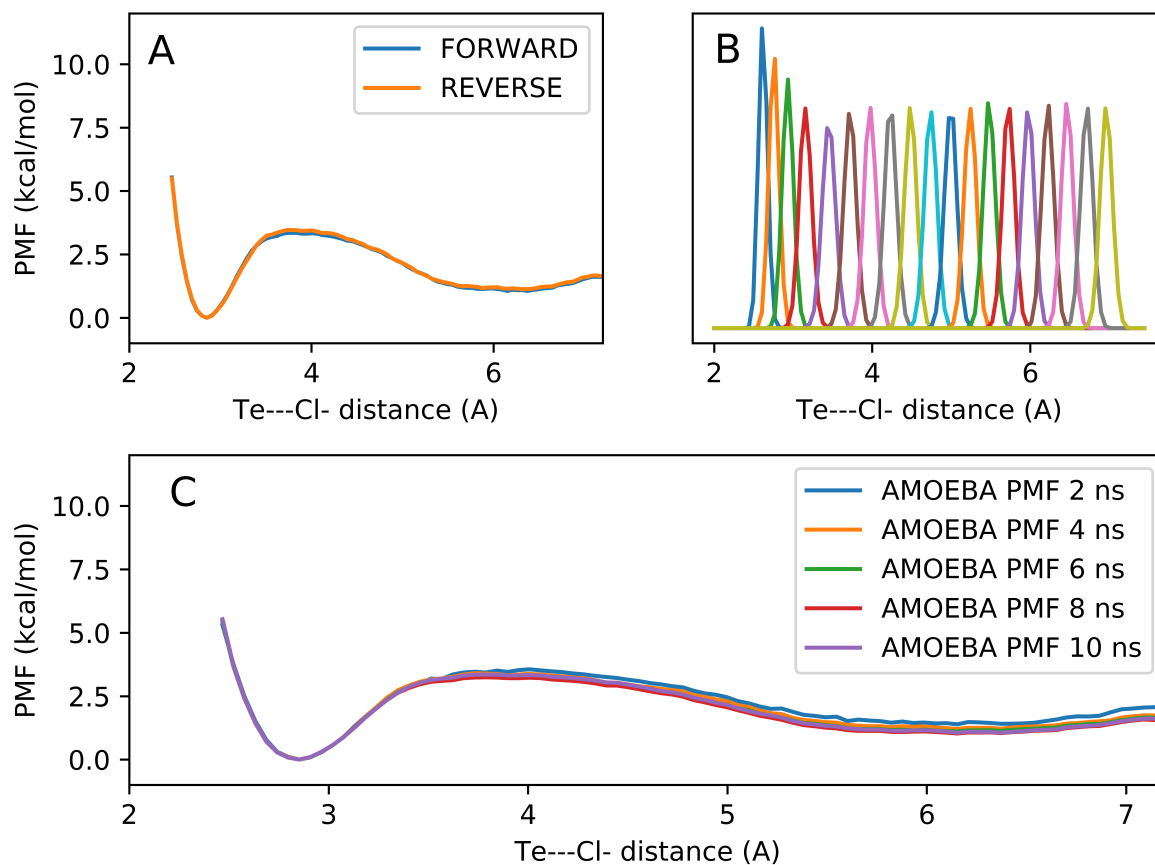 A
FORWARD
REVERSE
10.0
7.5
5.0
2.5
0.0
PMF (kcal/mol)
2 4 6
Te---Cl- distance (A)
B
2 4 6
Te---Cl- distance (A)
C
AMOEBA PMF 2 ns
AMOEBA PMF 4 ns
AMOEBA PMF 6 ns
AMOEBA PMF 8 ns
AMOEBA PMF 10 ns
10.0
7.5
5.0
2.5
0.0
PMF (kcal/mol)
2 3 4 5 6 7
Te---Cl- distance (A)